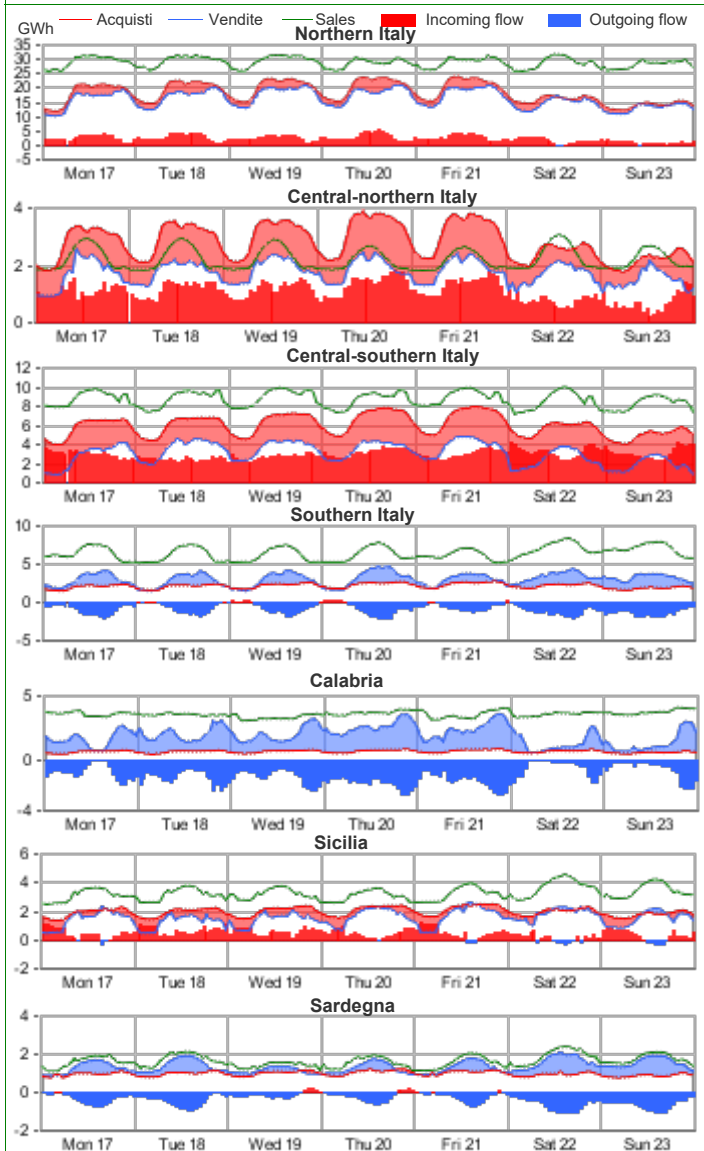 Acquisti Vendite Sales Incoming flow Outgoing flow
GWh
Northern Italy
35
30
25
20
15
10
5
0
-5
Mon 17 Tue 18 Wed 19 Thu 20 Fri 21 Sat 22 Sun 23
Central-northern Italy
4
2
0
Mon 17 Tue 18 Wed 19 Thu 20 Fri 21 Sat 22 Sun 23
Central-southern Italy
12
10
8
6
4
2
0
Mon 17 Tue 18 Wed 19 Thu 20 Fri 21 Sat 22 Sun 23
Southern Italy
10
5
0
-5
Mon 17 Tue 18 Wed 19 Thu 20 Fri 21 Sat 22 Sun 23
Calabria
5
0
-4
Mon 17 Tue 18 Wed 19 Thu 20 Fri 21 Sat 22 Sun 23
Sicilia
6
4
2
0
-2
Mon 17 Tue 18 Wed 19 Thu 20 Fri 21 Sat 22 Sun 23
Sardegna
4
2
0
-2
Mon 17 Tue 18 Wed 19 Thu 20 Fri 21 Sat 22 Sun 23